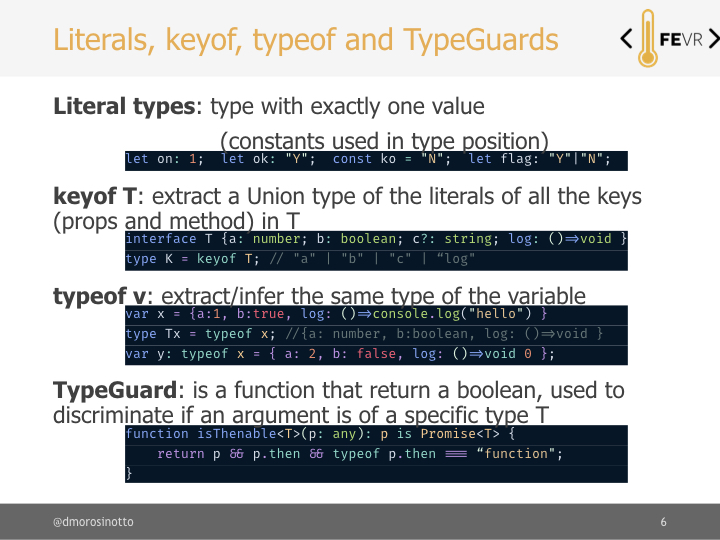 Literals, keyof, typeof and TypeGuards
< FEVR >
Literal types: type with exactly one value
(constants used in type position)
let on: 1;  let ok: "Y";  const ko = "N";  let flag: "Y"|"N";
keyof T: extract a Union type of the literals of all the keys
(props and method) in T
interface T {a: number; b: boolean; c?: string; log: ()=>void }
type K = keyof T; // "a" | "b" | "c" | “log"
typeof v: extract/infer the same type of the variable
var x = {a:1, b:true, log: ()=>console.log("hello") }
type Tx = typeof x; //{a: number, b:boolean, log: ()=>void }
var y: typeof x = { a: 2, b: false, log: ()=>void 0 };
TypeGuard: is a function that return a boolean, used to
discriminate if an argument is of a specific type T
function isThenable<T>(p: any): p is Promise<T> {
    return p && p.then && typeof p.then === “function";
}
@dmorosinotto
6